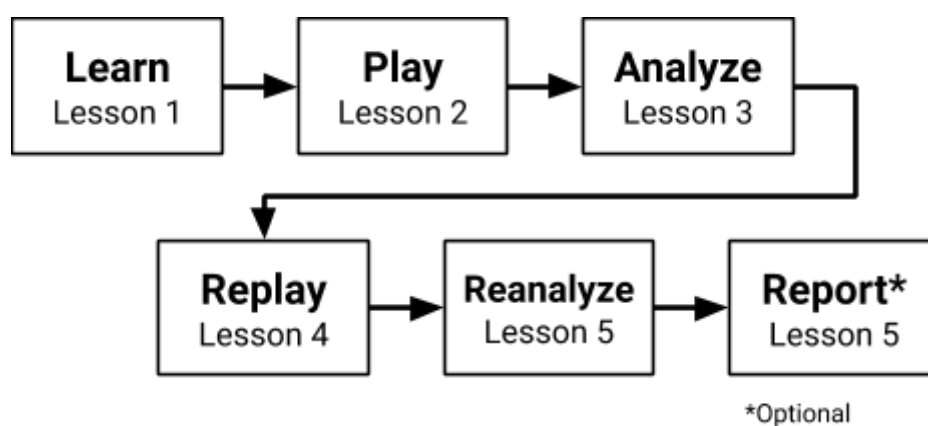 Learn
Lesson 1
Play
Lesson 2
Analyze
Lesson 3
Replay
Lesson 4
Reanalyze
Lesson 5
Report*
Lesson 5
*Optional